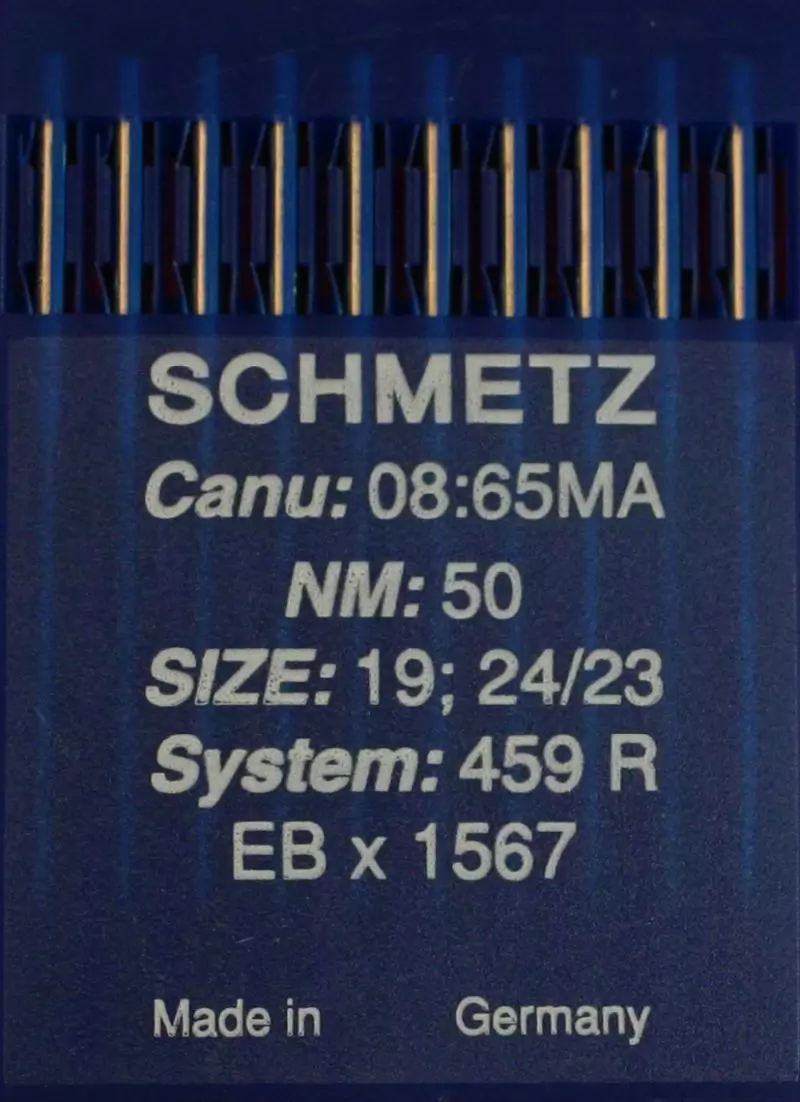 SCHMETZ
Canu: 08:65MA
NM: 50
SIZE: 19; 24/23
System: 459 R
EB x 1567
Made in Germany